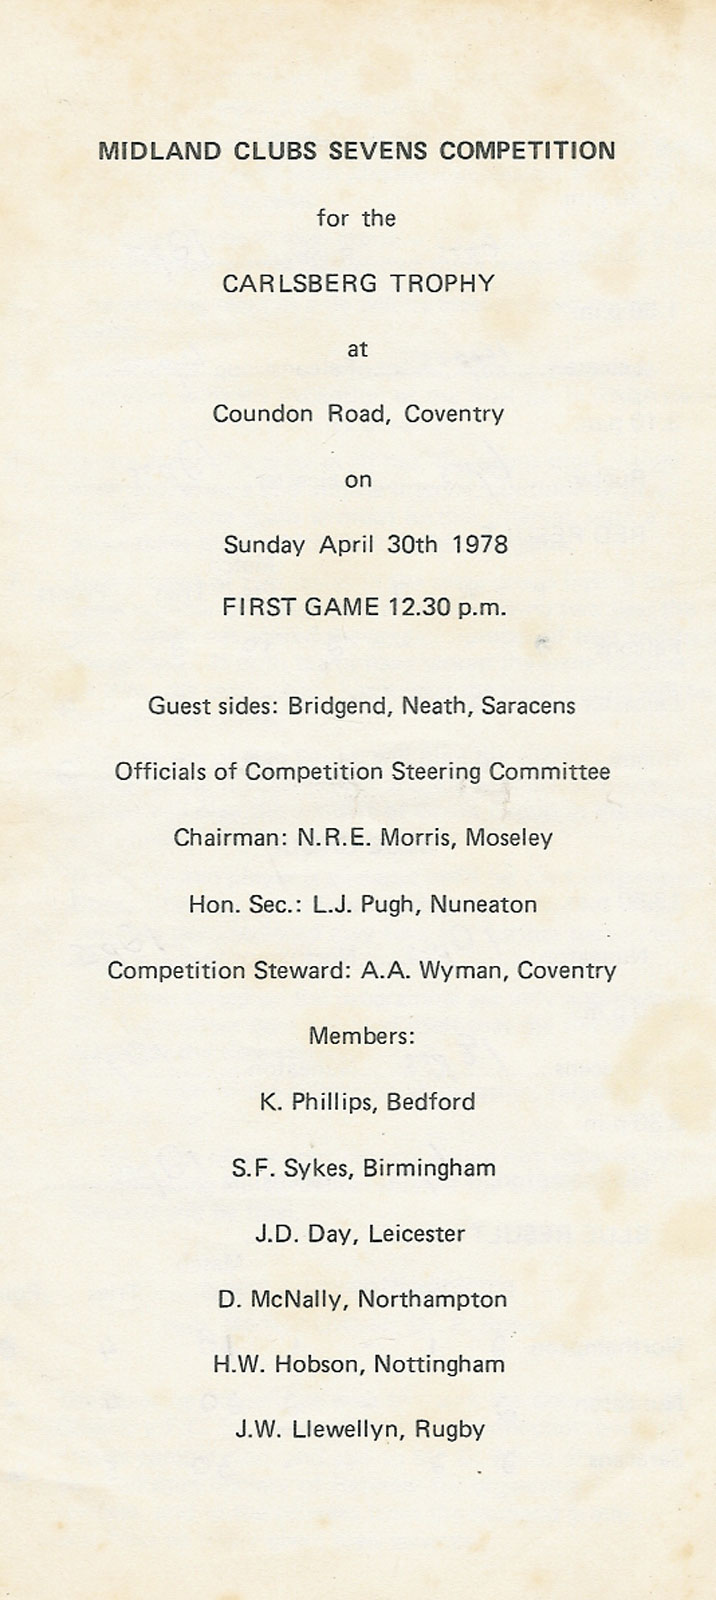 MIDLAND CLUBS SEVENS COMPETITION
for the
CARLSBERG TROPHY
at
Coundon Road, Coventry
on
Sunday April 30th 1978
FIRST GAME 12.30 p.m.
Guest sides: Bridgend, Neath, Saracens
Officials of Competition Steering Committee
Chairman: N.R.E. Morris, Moseley
Hon. Sec.: L.J. Pugh, Nuneaton
Competition Steward: A.A. Wyman, Coventry
Members:
K. Phillips, Bedford
S.F. Sykes, Birmingham
J.D. Day, Leicester
D. McNally, Northampton
H.W. Hobson, Nottingham
J.W. Llewellyn, Rugby